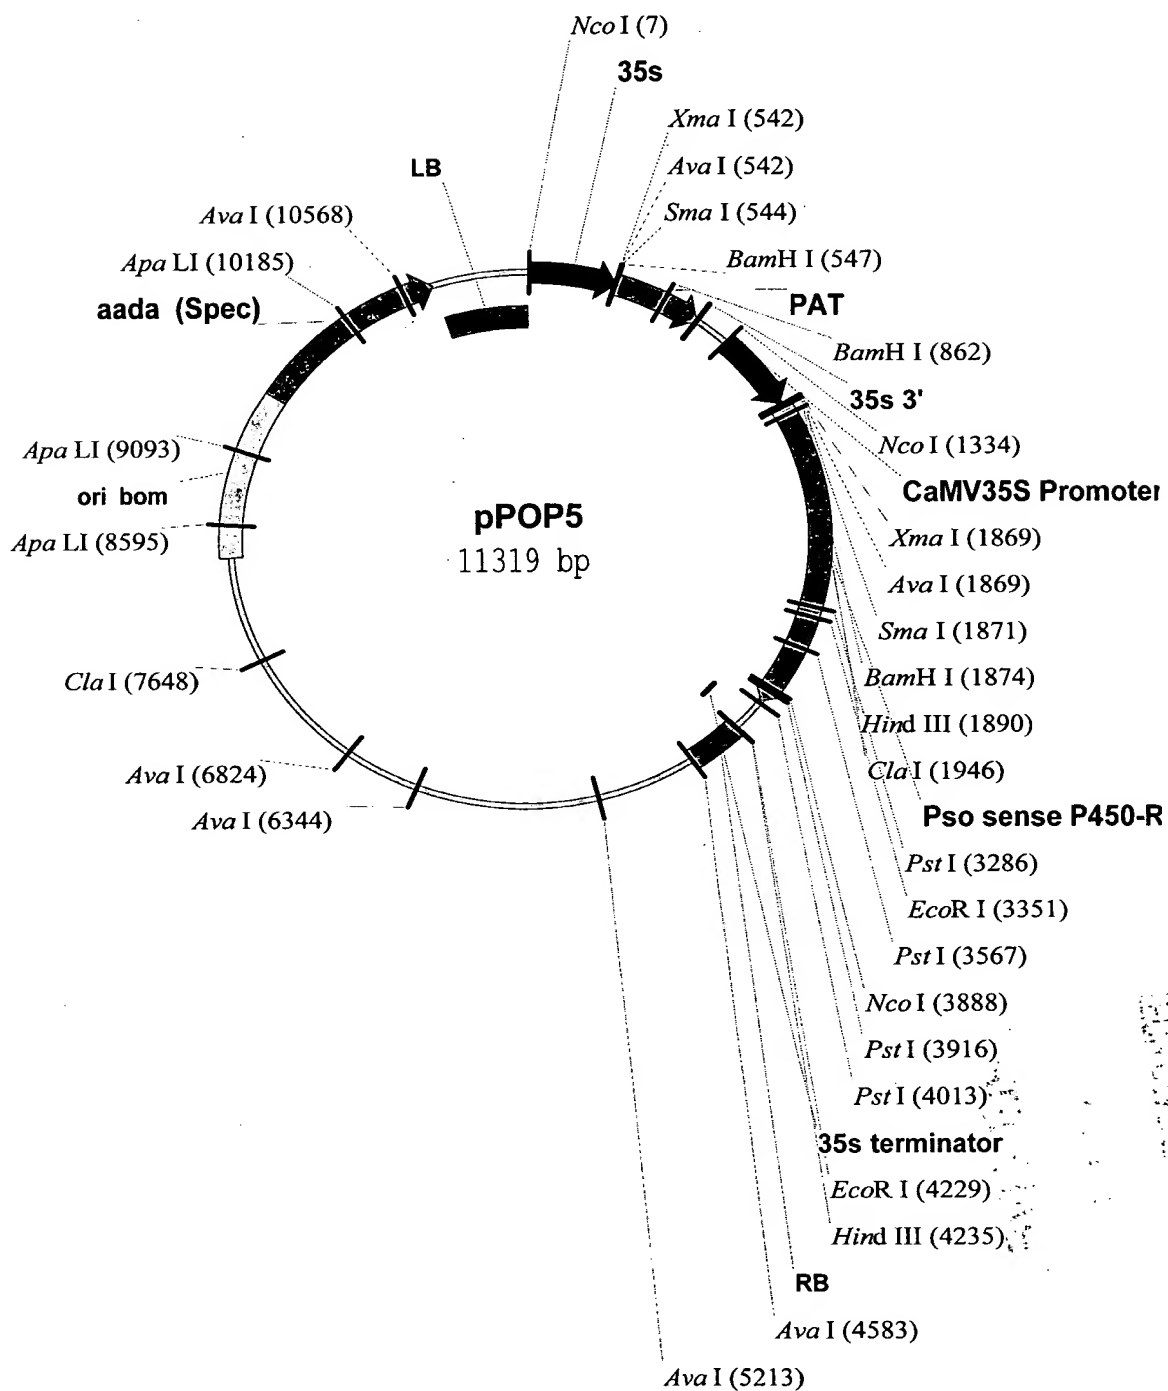 Nco I (7)
35s
Xma I (542)
LB
Ava I (542)
Ava I (10568)
Sma I (544)
Apa LI (10185)
BamH I (547)
aada (Spec)
PAT
BamH I (862)
35s 3'
Apa LI (9093)
Nco I (1334)
ori bom
CaMV35S Promoter
pPOP5
Apa LI (8595)
Xma I (1869)
11319 bp
Ava I (1869)
Sma I (1871)
Cla I (7648)
BamH I (1874)
Hind III (1890)
Ava I (6824)
Cla I (1946)
Ava I (6344)
Pso sense P450-R
Pst I (3286)
EcoR I (3351)
Pst I (3567)
Nco I (3888)
Pst I (3916)
Pst I (4013)
35s terminator
EcoR I (4229)
Hind III (4235)
RB
Ava I (4583)
Ava I (5213)